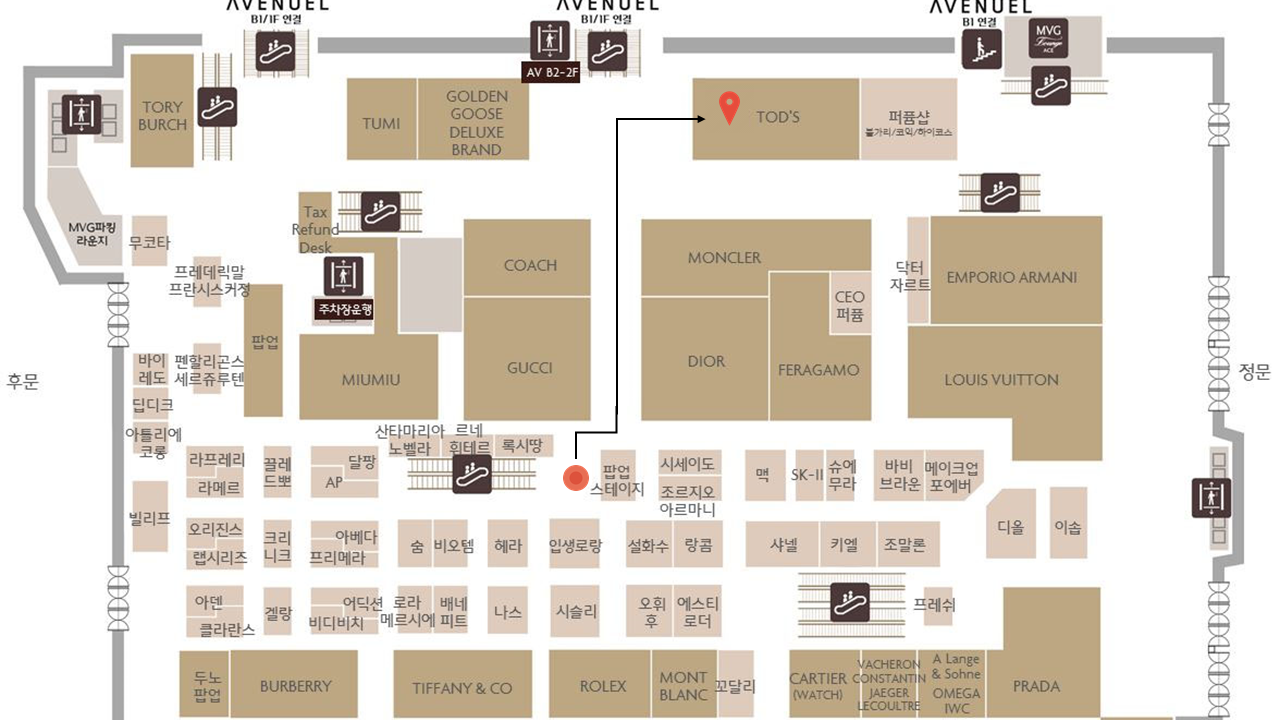 AVENUEL
B1/1F 연결
AVENUEL
B1/1F 연결
AVENUEL
B1 연결
MVG
Lounge
ACE
AV B2-2F
TORY
BURCH
TUMI
GOLDEN
GOOSE
DELUXE
BRAND
TOD'S
퍼퓸샵
불가리/코익/하이코스
MVG파킹
라운지
무코타
Tax
Refund
Desk
주차장운행
프레데릭말
프란시스커정
팝업
COACH
GUCCI
MIUMIU
MONCLER
DIOR
FERAGAMO
CEO
퍼퓸
닥터
자르트
EMPORIO ARMANI
LOUIS VUITTON
후문
정문
바이
레도
펜할리곤스
세르쥬루텐
딥디크
아틀리에
코롱
빌리프
산타마리아
노벨라
르네
휘테르
록시땅
라프레리
라메르
끌레
드뽀
달팡
AP
팝업
스테이지
시세이도
조르지오
아르마니
맥
SK-II
슈에
무라
바비
브라운
메이크업
포에버
디올
이솝
오리진스
랩시리즈
크리
니크
아베다
프리메라
숨
비오템
헤라
입생로랑
설화수
랑콤
샤넬
키엘
조말론
아덴
클라란스
겔랑
어딕션
비디비치
로라
메르시에
배네
피트
나스
시슬리
오휘
후
에스티
로더
프레쉬
두노
팝업
BURBERRY
TIFFANY & CO
ROLEX
MONT
BLANC
꼬달리
CARTIER
(WATCH)
VACHERON
CONSTANTIN
JAEGER
LECOULTRE
A Lange
& Sohne
OMEGA
IWC
PRADA